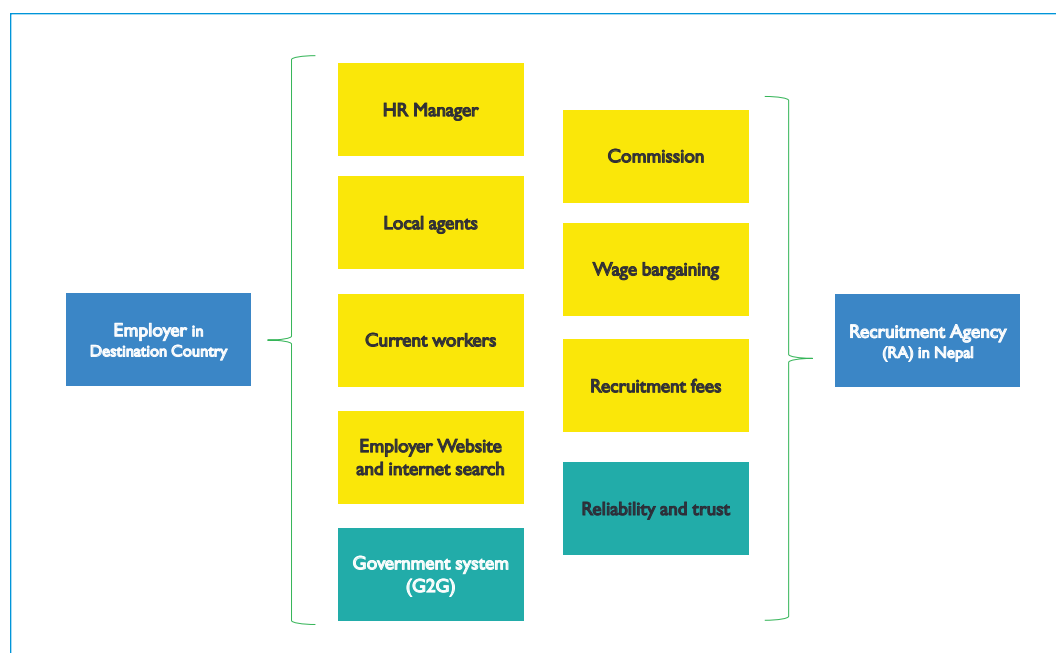 Employer in
Destination Country
HR Manager
Local agents
Current workers
Employer Website
and internet search
Government system
(G2G)
Commission
Wage bargaining
Recruitment fees
Reliability and trust
Recruitment Agency
(RA) in Nepal